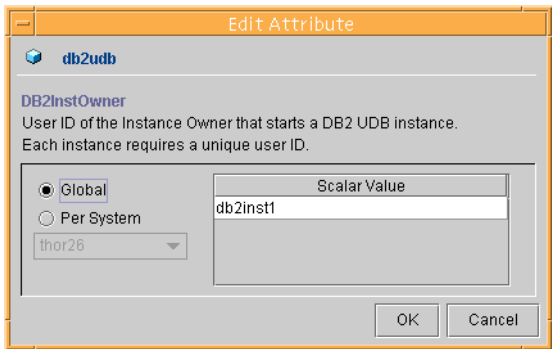 Edit Attribute
db2udb
DB2InstOwner
User ID of the Instance Owner that starts a DB2 UDB instance.
Each instance requires a unique user ID.
Global
Per System
thor26
Scalar Value
db2inst1
OK
Cancel